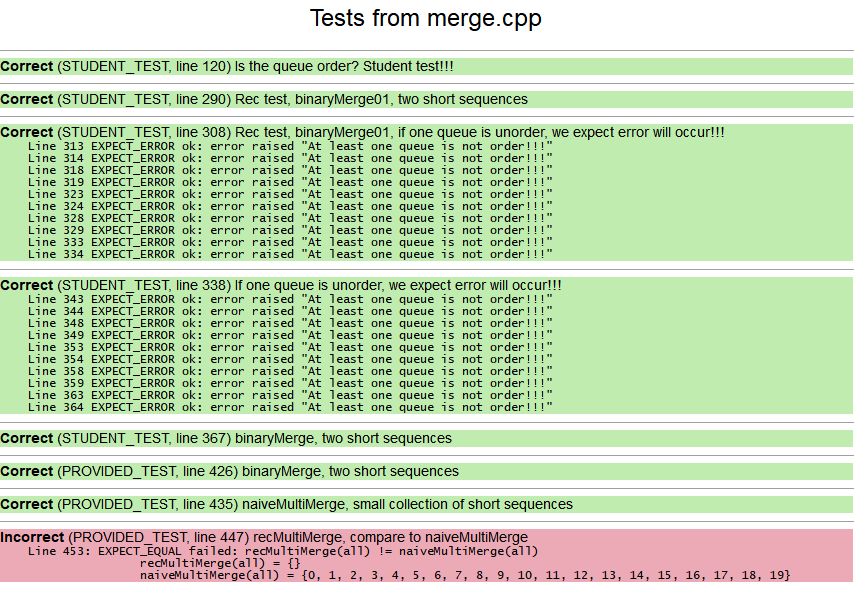 Tests from merge.cpp
Correct (STUDENT_TEST, line 120) Is the queue order? Student test!!!
Correct (STUDENT_TEST, line 290) Rec test, binaryMerge01, two short sequences
Correct (STUDENT_TEST, line 308) Rec test, binaryMerge01, if one queue is unorder, we expect error will occur!!!
Line 313 EXPECT_ERROR ok: error raised "At least one queue is not order!!!"
Line 314 EXPECT_ERROR ok: error raised "At least one queue is not order!!!"
Line 318 EXPECT_ERROR ok: error raised "At least one queue is not order!!!"
Line 319 EXPECT_ERROR ok: error raised "At least one queue is not order!!!"
Line 323 EXPECT_ERROR ok: error raised "At least one queue is not order!!!"
Line 324 EXPECT_ERROR ok: error raised "At least one queue is not order!!!"
Line 328 EXPECT_ERROR ok: error raised "At least one queue is not order!!!"
Line 329 EXPECT_ERROR ok: error raised "At least one queue is not order!!!"
Line 333 EXPECT_ERROR ok: error raised "At least one queue is not order!!!"
Line 334 EXPECT_ERROR ok: error raised "At least one queue is not order!!!"
Correct (STUDENT_TEST, line 338) If one queue is unorder, we expect error will occur!!!
Line 343 EXPECT_ERROR ok: error raised "At least one queue is not order!!!"
Line 344 EXPECT_ERROR ok: error raised "At least one queue is not order!!!"
Line 348 EXPECT_ERROR ok: error raised "At least one queue is not order!!!"
Line 349 EXPECT_ERROR ok: error raised "At least one queue is not order!!!"
Line 353 EXPECT_ERROR ok: error raised "At least one queue is not order!!!"
Line 354 EXPECT_ERROR ok: error raised "At least one queue is not order!!!"
Line 358 EXPECT_ERROR ok: error raised "At least one queue is not order!!!"
Line 359 EXPECT_ERROR ok: error raised "At least one queue is not order!!!"
Line 363 EXPECT_ERROR ok: error raised "At least one queue is not order!!!"
Line 364 EXPECT_ERROR ok: error raised "At least one queue is not order!!!"
Correct (STUDENT_TEST, line 367) binaryMerge, two short sequences
Correct (PROVIDED_TEST, line 426) binaryMerge, two short sequences
Correct (PROVIDED_TEST, line 435) naiveMultiMerge, small collection of short sequences
Incorrect (PROVIDED_TEST, line 447) recMultiMerge, compare to naiveMultiMerge
Line 453: EXPECT_EQUAL failed: recMultiMerge(all) != naiveMultiMerge(all)
recMultiMerge(all) = {}
naiveMultiMerge(all) = {0, 1, 2, 3, 4, 5, 6, 7, 8, 9, 10, 11, 12, 13, 14, 15, 16, 17, 18, 19}